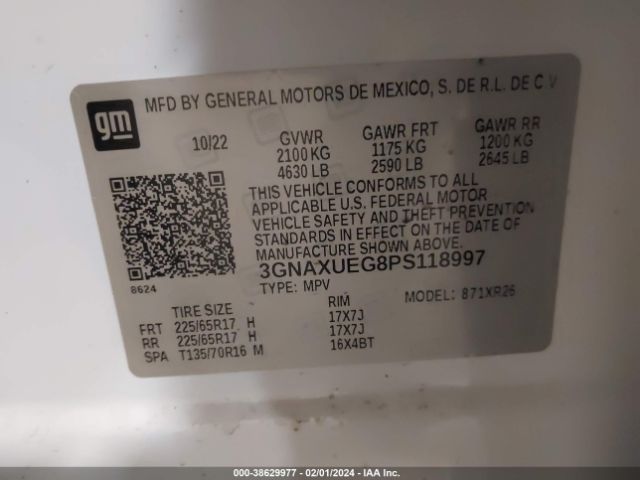 gm
MFD BY GENERAL MOTORS DE MEXICO, S. DE R.L. DE C V
10/22 GVWR GAWR FRT GAWR RR
2100 KG 1175 KG 1200 KG
4630 LB 2590 LB 2645 LB
THIS VEHICLE CONFORMS TO ALL
APPLICABLE U.S. FEDERAL MOTOR
VEHICLE SAFETY AND THEFT PREVENTION
STANDARDS IN EFFECT ON THE DATE OF
MANUFACTURE SHOWN ABOVE.
3GNAXUEG8PS118997
8624
TYPE: MPV MODEL: 871XR26
TIRE SIZE RIM
FRT 225/65R17 H 17X7J
RR 225/65R17 H 17X7J
SPA T135/70R16 M 16X4BT
000-38629977 - 02/01/2024 - IAA Inc.